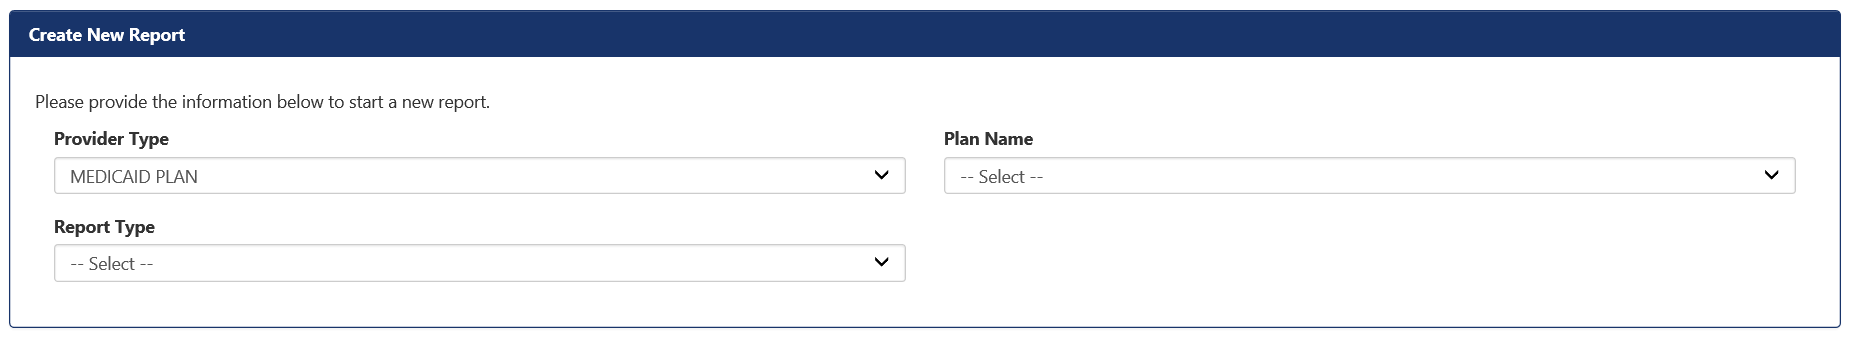 Create New Report
Please provide the information below to start a new report.
Provider Type
MEDICAID PLAN
Plan Name
-- Select --
Report Type
-- Select --